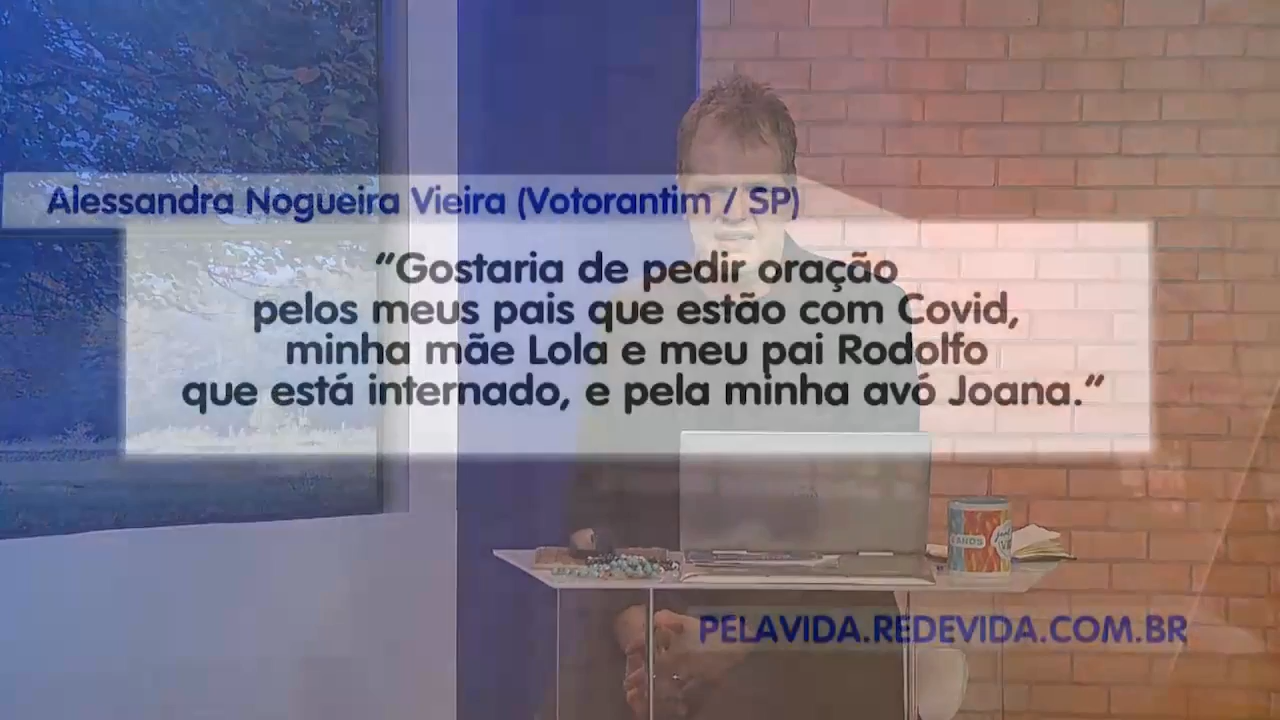 Alessandra Nogueira Vieira (Votorantim / SP)
“Gostaria de pedir oração
pelos meus pais que estão com Covid,
minha mãe Lola e meu pai Rodolfo
que está internado, e pela minha avó Joana.”
ANOS
PELAVIDA.REDEVIDA.COM.BR